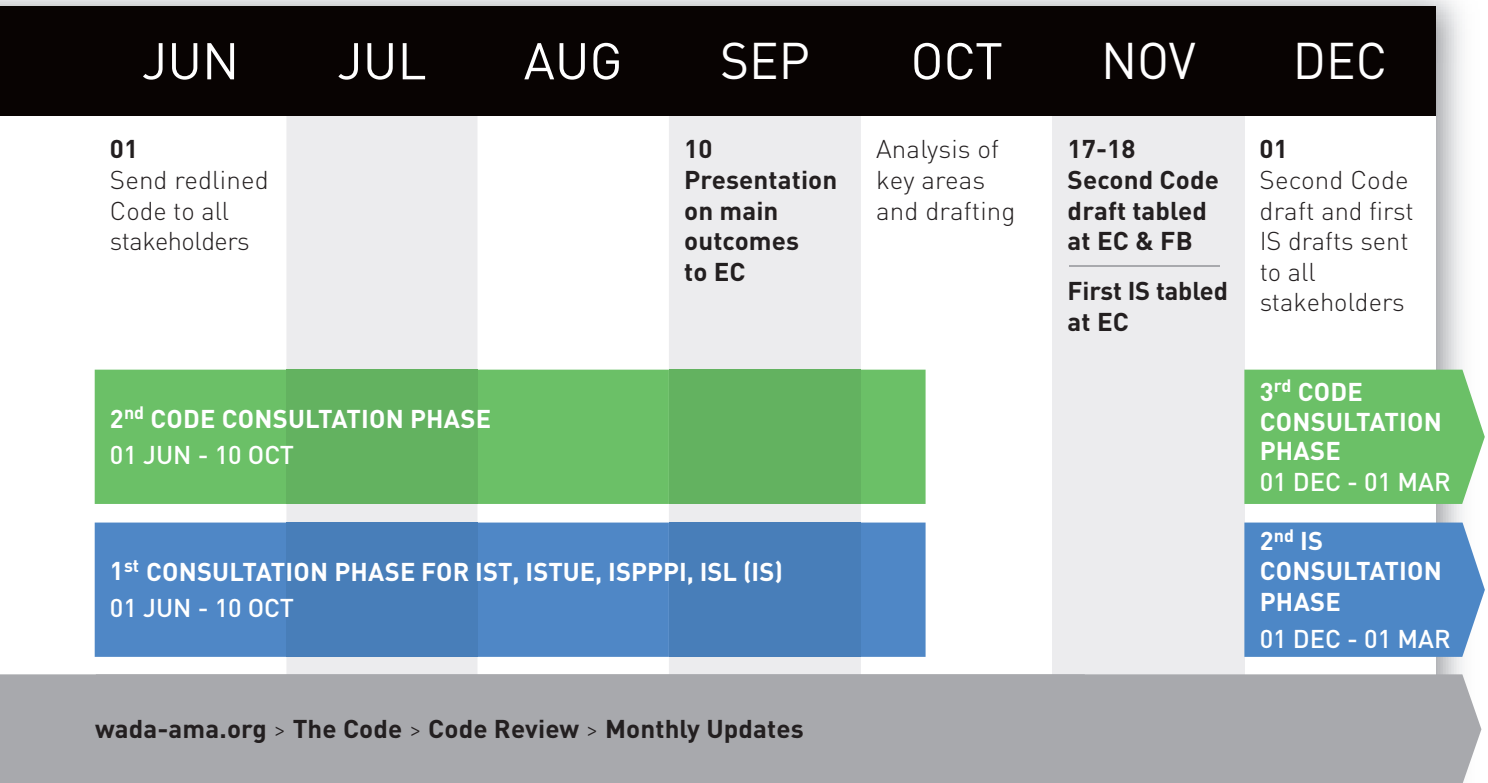 JUN JUL AUG SEP OCT NOV DEC
01
Send redlined
Code to all
stakeholders
10
Presentation
on main
outcomes
to EC
Analysis of
key areas
and drafting
17-18
Second Code
draft tabled
at EC & FB
First IS tabled
at EC
01
Second Code
draft and first
IS drafts sent
to all
stakeholders
2nd CODE CONSULTATION PHASE
01 JUN - 10 OCT
3rd CODE
CONSULTATION
PHASE
01 DEC - 01 MAR
1st CONSULTATION PHASE FOR IST, ISTUE, ISPPPI, ISL (IS)
01 JUN - 10 OCT
2nd IS
CONSULTATION
PHASE
01 DEC - 01 MAR
wada-ama.org > The Code > Code Review > Monthly Updates